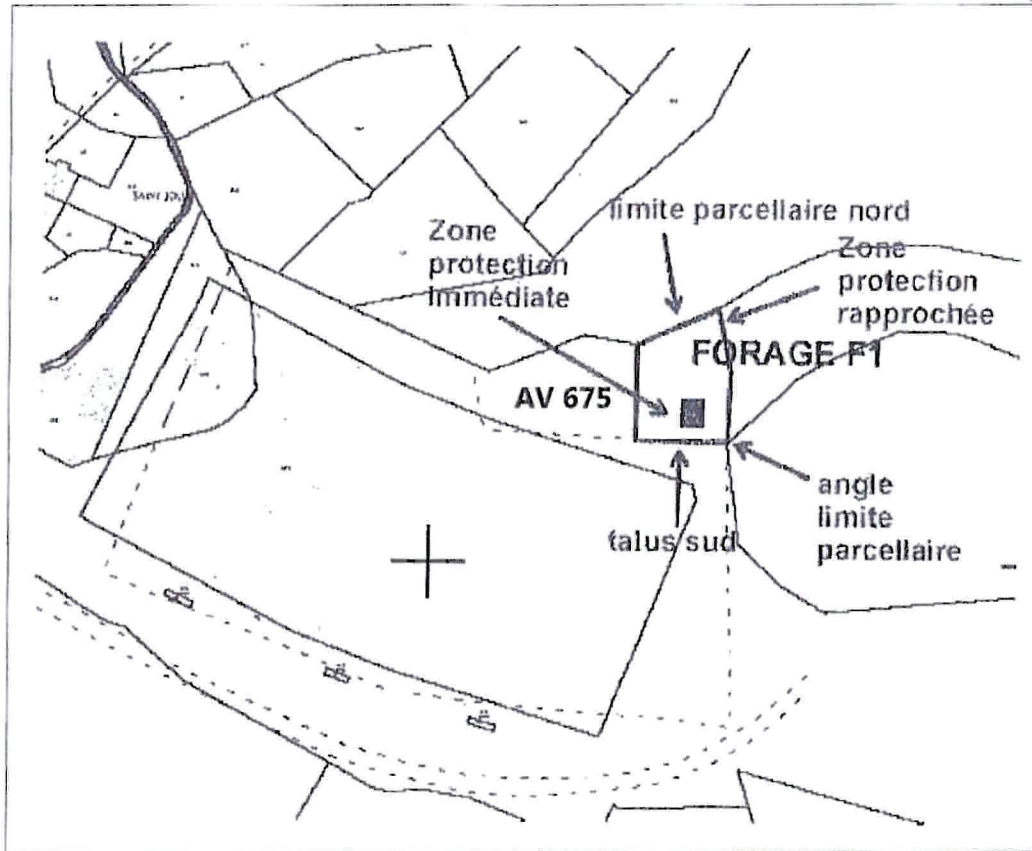 limite parcellaire nord
Zone
protection
immédiate
Zone
protection
rapprochée
FORAGE F1
AV 675
talus sud
angle
limite
parcellaire